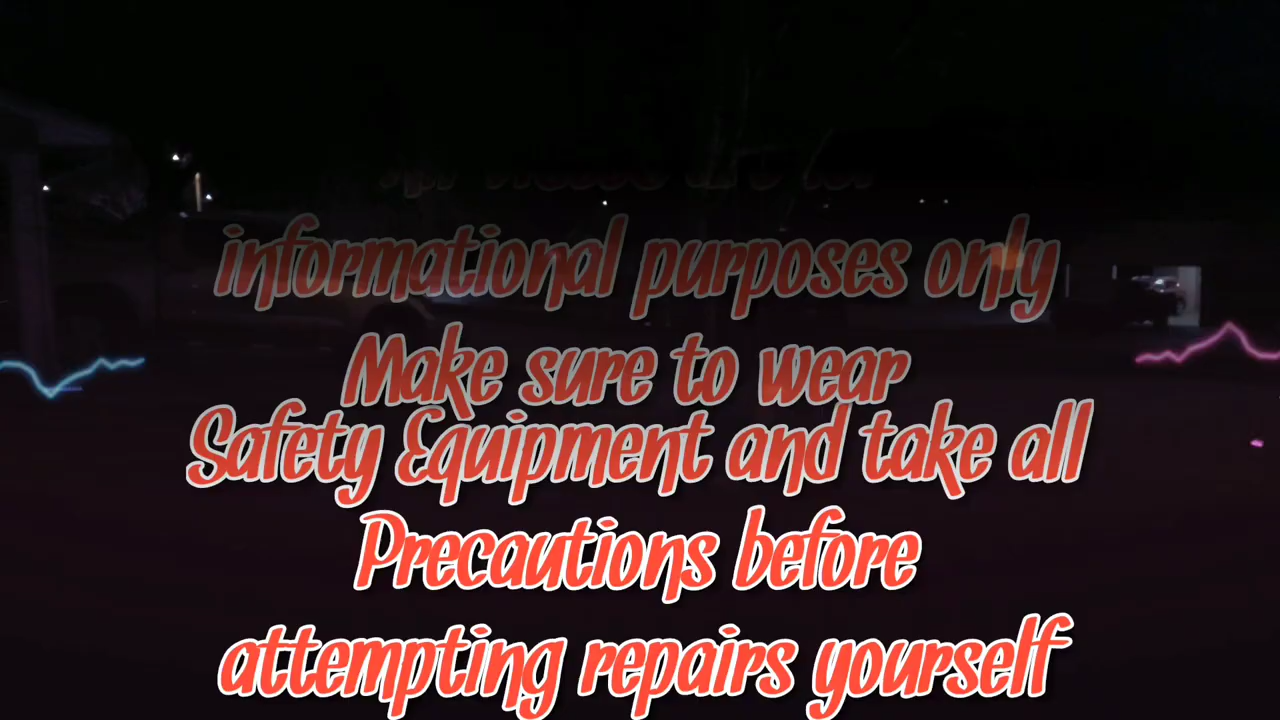 informational purposes only
Make sure to wear
Safety Equipment and take all
Precautions before
attempting repairs yourself